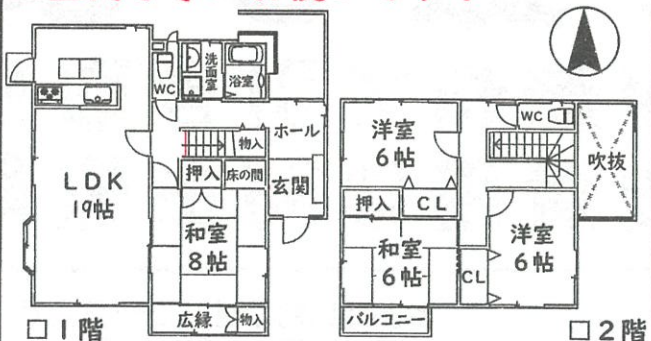 WC
洗面室
浴室
ホール
物入
LDK
19帖
押入
床の間
玄関
和室
8帖
広縁
物入
□1階
洋室
6帖
WC
吹抜
押入
CL
和室
6帖
CL
洋室
6帖
バルコニー
□2階